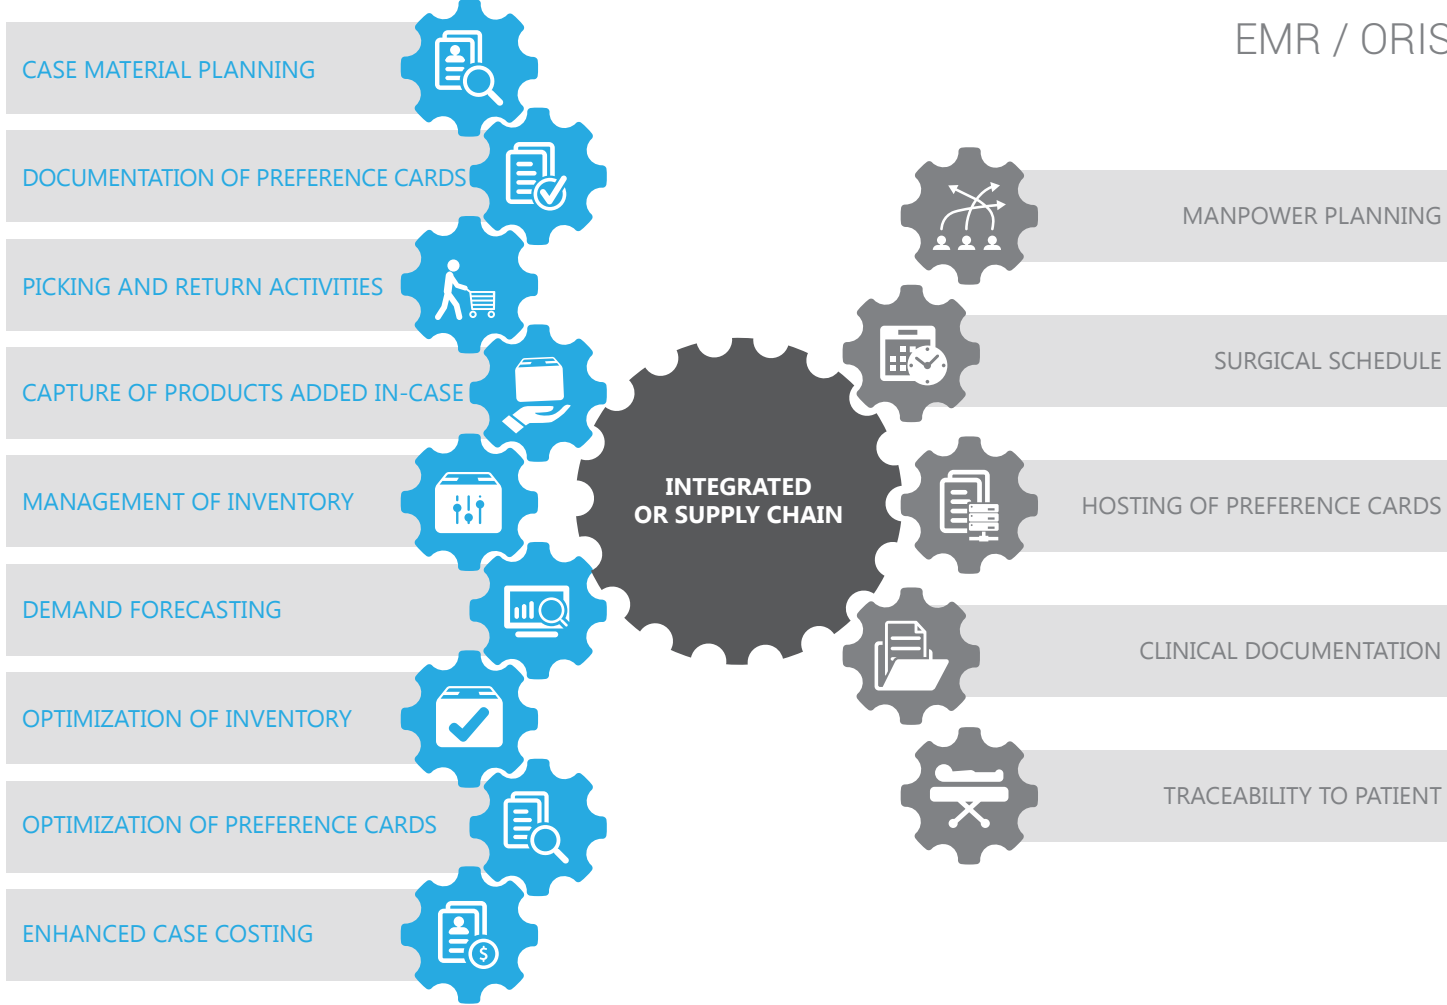 CASE MATERIAL PLANNING
DOCUMENTATION OF PREFERENCE CARDS
PICKING AND RETURN ACTIVITIES
CAPTURE OF PRODUCTS ADDED IN-CASE
MANAGEMENT OF INVENTORY
DEMAND FORECASTING
OPTIMIZATION OF INVENTORY
OPTIMIZATION OF PREFERENCE CARDS
ENHANCED CASE COSTING
$
INTEGRATED
OR SUPPLY CHAIN
EMR / ORIS
MANPOWER PLANNING
SURGICAL SCHEDULE
HOSTING OF PREFERENCE CARDS
CLINICAL DOCUMENTATION
TRACEABILITY TO PATIENT